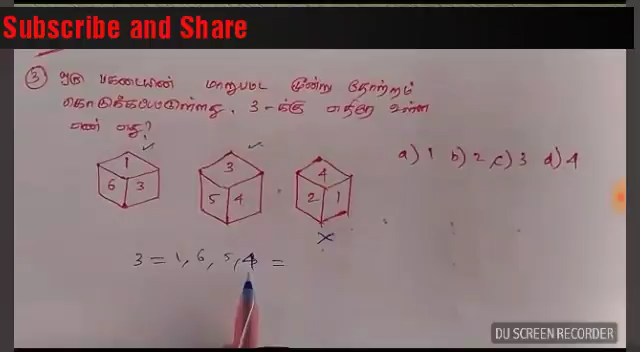 Subscribe and Share
③ ஒரு பகடையின் மாறுபட்ட மூன்று தோற்றம்
கொடுக்கப்பட்டுள்ளது. 3-க்கு எதிரே உள்ள
எண் எது?
a) 1 b) 2 c) 3 d) 4
1
6 3
3
5 4
4
2 1
3 = 1, 6, 5, 4 =
DU SCREEN RECORDER